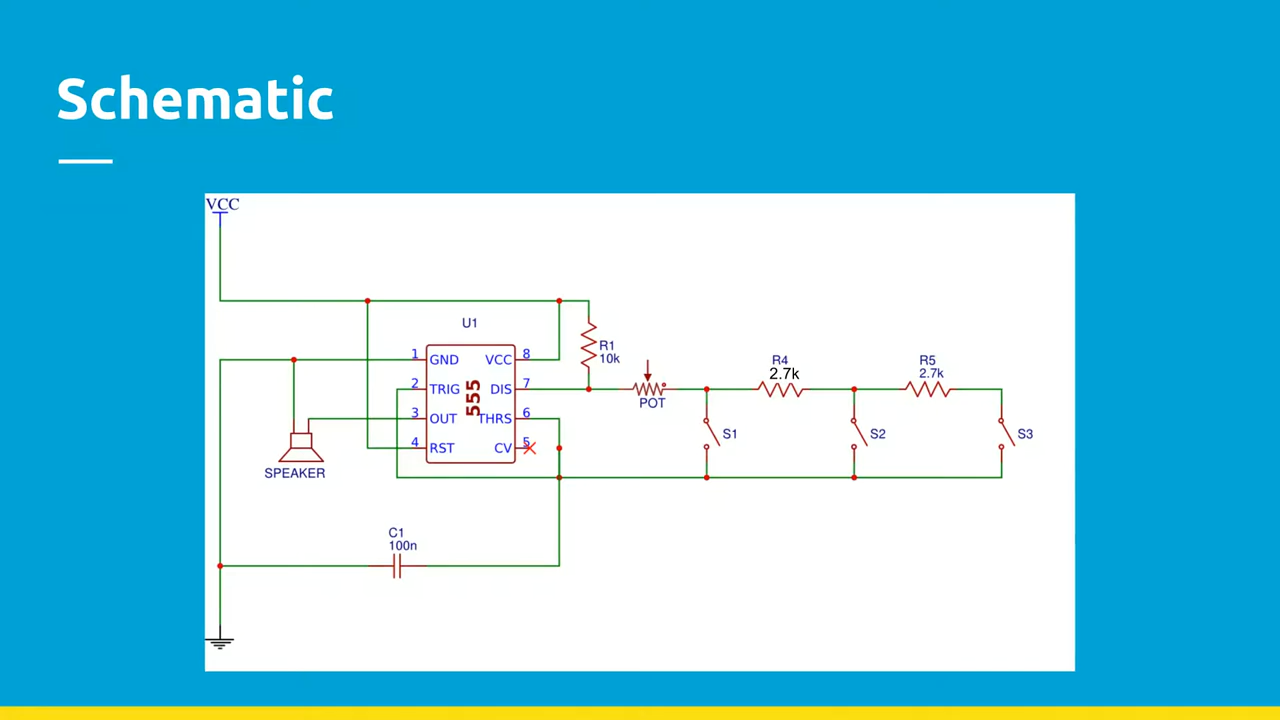 Schematic
VCC
U1
R1
10k
1 GND VCC 8
2 TRIG DIS 7
3 OUT THRS 6
4 RST CV 5
555
SPEAKER
POT
R4
2.7k
R5
2.7k
S1
S2
S3
C1
100n